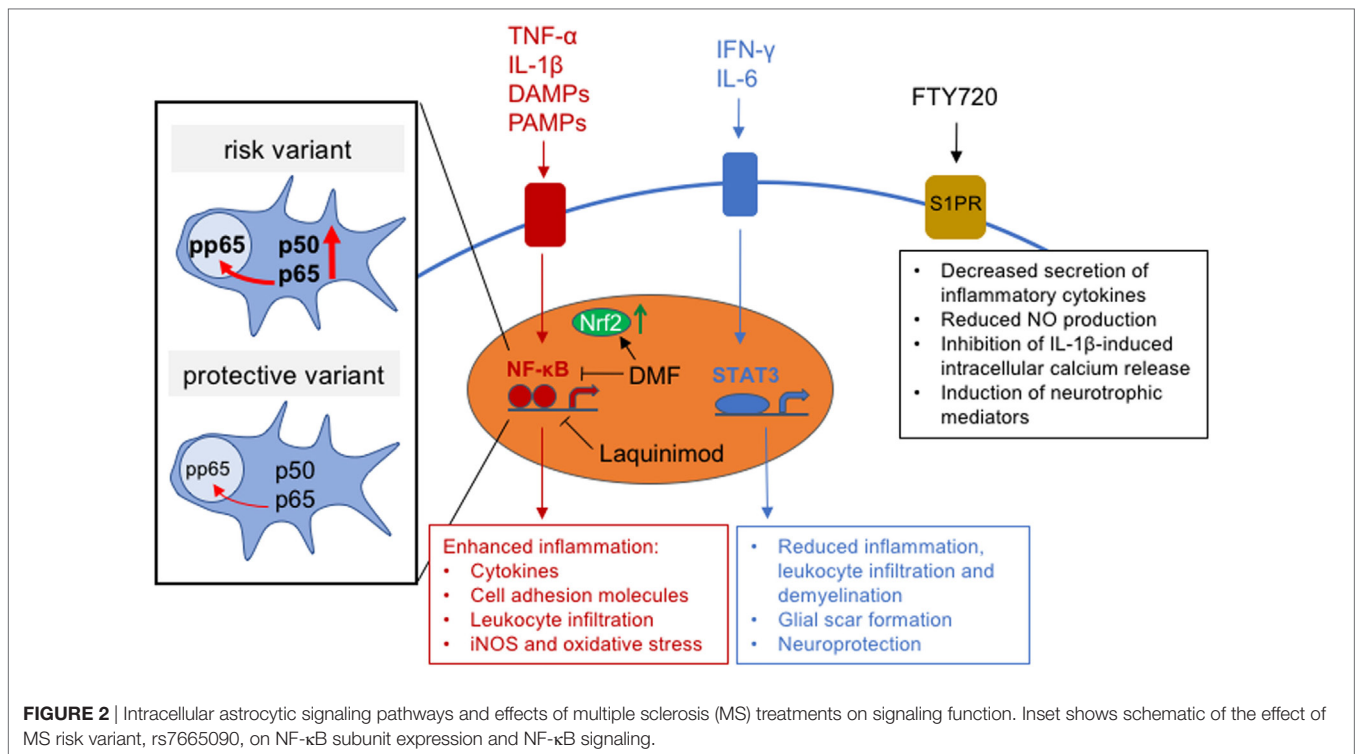 TNF-α
IL-1β
DAMPs
PAMPs
IFN-γ
IL-6
FTY720
S1PR
risk variant
pp65
p50
p65
protective variant
pp65
p50
p65
Nrf2
NF-κB
DMF
STAT3
Laquinimod
• Decreased secretion of
inflammatory cytokines
• Reduced NO production
• Inhibition of IL-1β-induced
intracellular calcium release
• Induction of neurotrophic
mediators
Enhanced inflammation:
• Cytokines
• Cell adhesion molecules
• Leukocyte infiltration
• iNOS and oxidative stress
• Reduced inflammation,
leukocyte infiltration and
demyelination
• Glial scar formation
• Neuroprotection
FIGURE 2 | Intracellular astrocytic signaling pathways and effects of multiple sclerosis (MS) treatments on signaling function. Inset shows schematic of the effect of
MS risk variant, rs7665090, on NF-κB subunit expression and NF-κB signaling.